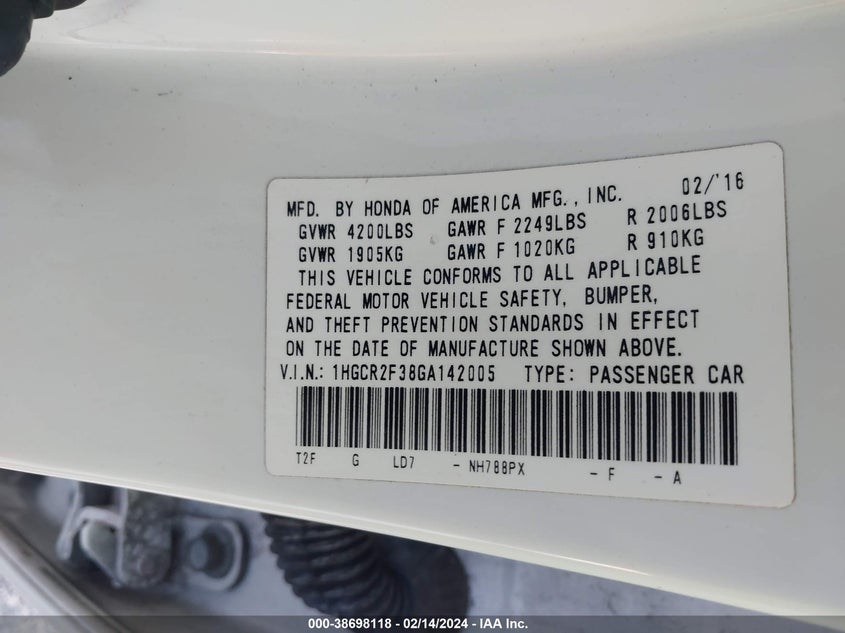 02/'16
MFD. BY HONDA OF AMERICA MFG., INC.
GVWR 4200LBS GAWR F 2249LBS R 2006LBS
GVWR 1905KG GAWR F 1020KG R 910KG
THIS VEHICLE CONFORMS TO ALL APPLICABLE
FEDERAL MOTOR VEHICLE SAFETY, BUMPER,
AND THEFT PREVENTION STANDARDS IN EFFECT
ON THE DATE OF MANUFACTURE SHOWN ABOVE.
V.I.N.: 1HGCR2F38GA142005 TYPE: PASSENGER CAR
T2F G LD7 - NH788PX - F - A
000-38698118 - 02/14/2024 - IAA Inc.